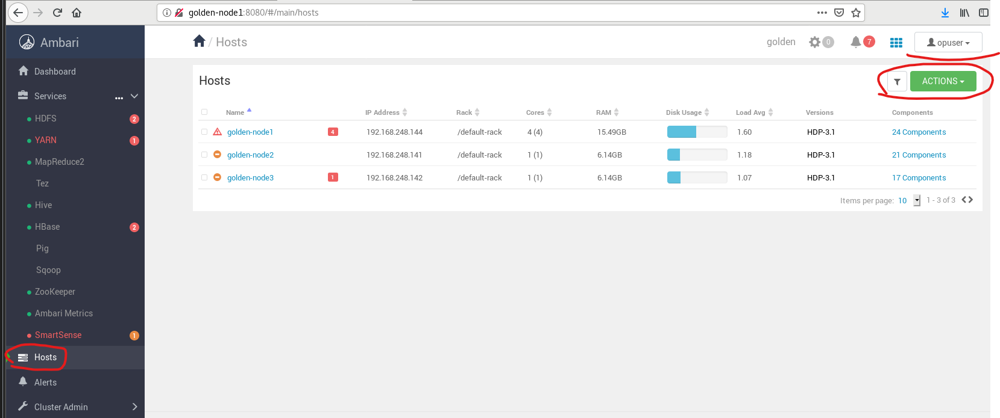 golden-node1:8080/#/main/hosts
Ambari
Hosts
golden
0
7
opuser
Dashboard
Services
HDFS 2
YARN 1
MapReduce2
Tez
Hive
HBase 2
Pig
Sqoop
ZooKeeper
Ambari Metrics
SmartSense 1
Hosts
Alerts
Cluster Admin
Hosts
ACTIONS
Name IP Address Rack Cores RAM Disk Usage Load Avg Versions Components
golden-node1 4 192.168.248.144 /default-rack 4 (4) 15.49GB 1.60 HDP-3.1 24 Components
golden-node2 192.168.248.141 /default-rack 1 (1) 6.14GB 1.18 HDP-3.1 21 Components
golden-node3 1 192.168.248.142 /default-rack 1 (1) 6.14GB 1.07 HDP-3.1 17 Components
Items per page: 10 1 - 3 of 3